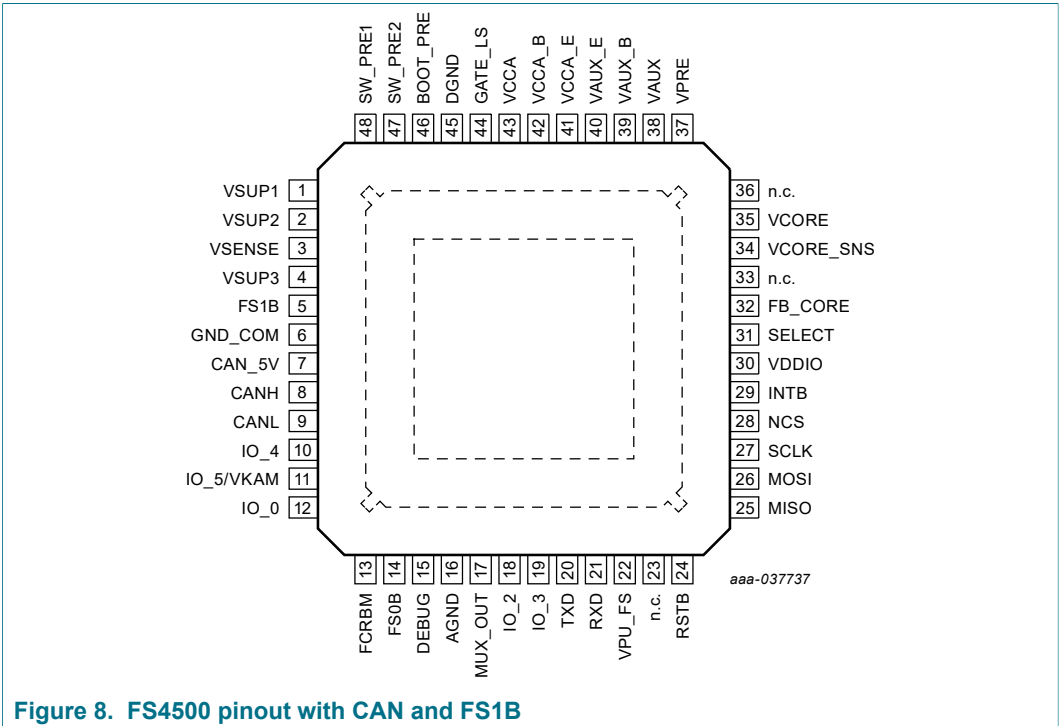 SW_PRE1
SW_PRE2
BOOT_PRE
DGND
GATE_LS
VCCA
VCCA_B
VCCA_E
VAUX_E
VAUX_B
VAUX
VPRE
48 47 46 45 44 43 42 41 40 39 38 37
VSUP1 1
VSUP2 2
VSENSE 3
VSUP3 4
FS1B 5
GND_COM 6
CAN_5V 7
CANH 8
CANL 9
IO_4 10
IO_5/VKAM 11
IO_0 12
36 n.c.
35 VCORE
34 VCORE_SNS
33 n.c.
32 FB_CORE
31 SELECT
30 VDDIO
29 INTB
28 NCS
27 SCLK
26 MOSI
25 MISO
13 14 15 16 17 18 19 20 21 22 23 24
FCRBM
FS0B
DEBUG
AGND
MUX_OUT
IO_2
IO_3
TXD
RXD
VPU_FS
n.c.
RSTB
aaa-037737
Figure 8. FS4500 pinout with CAN and FS1B